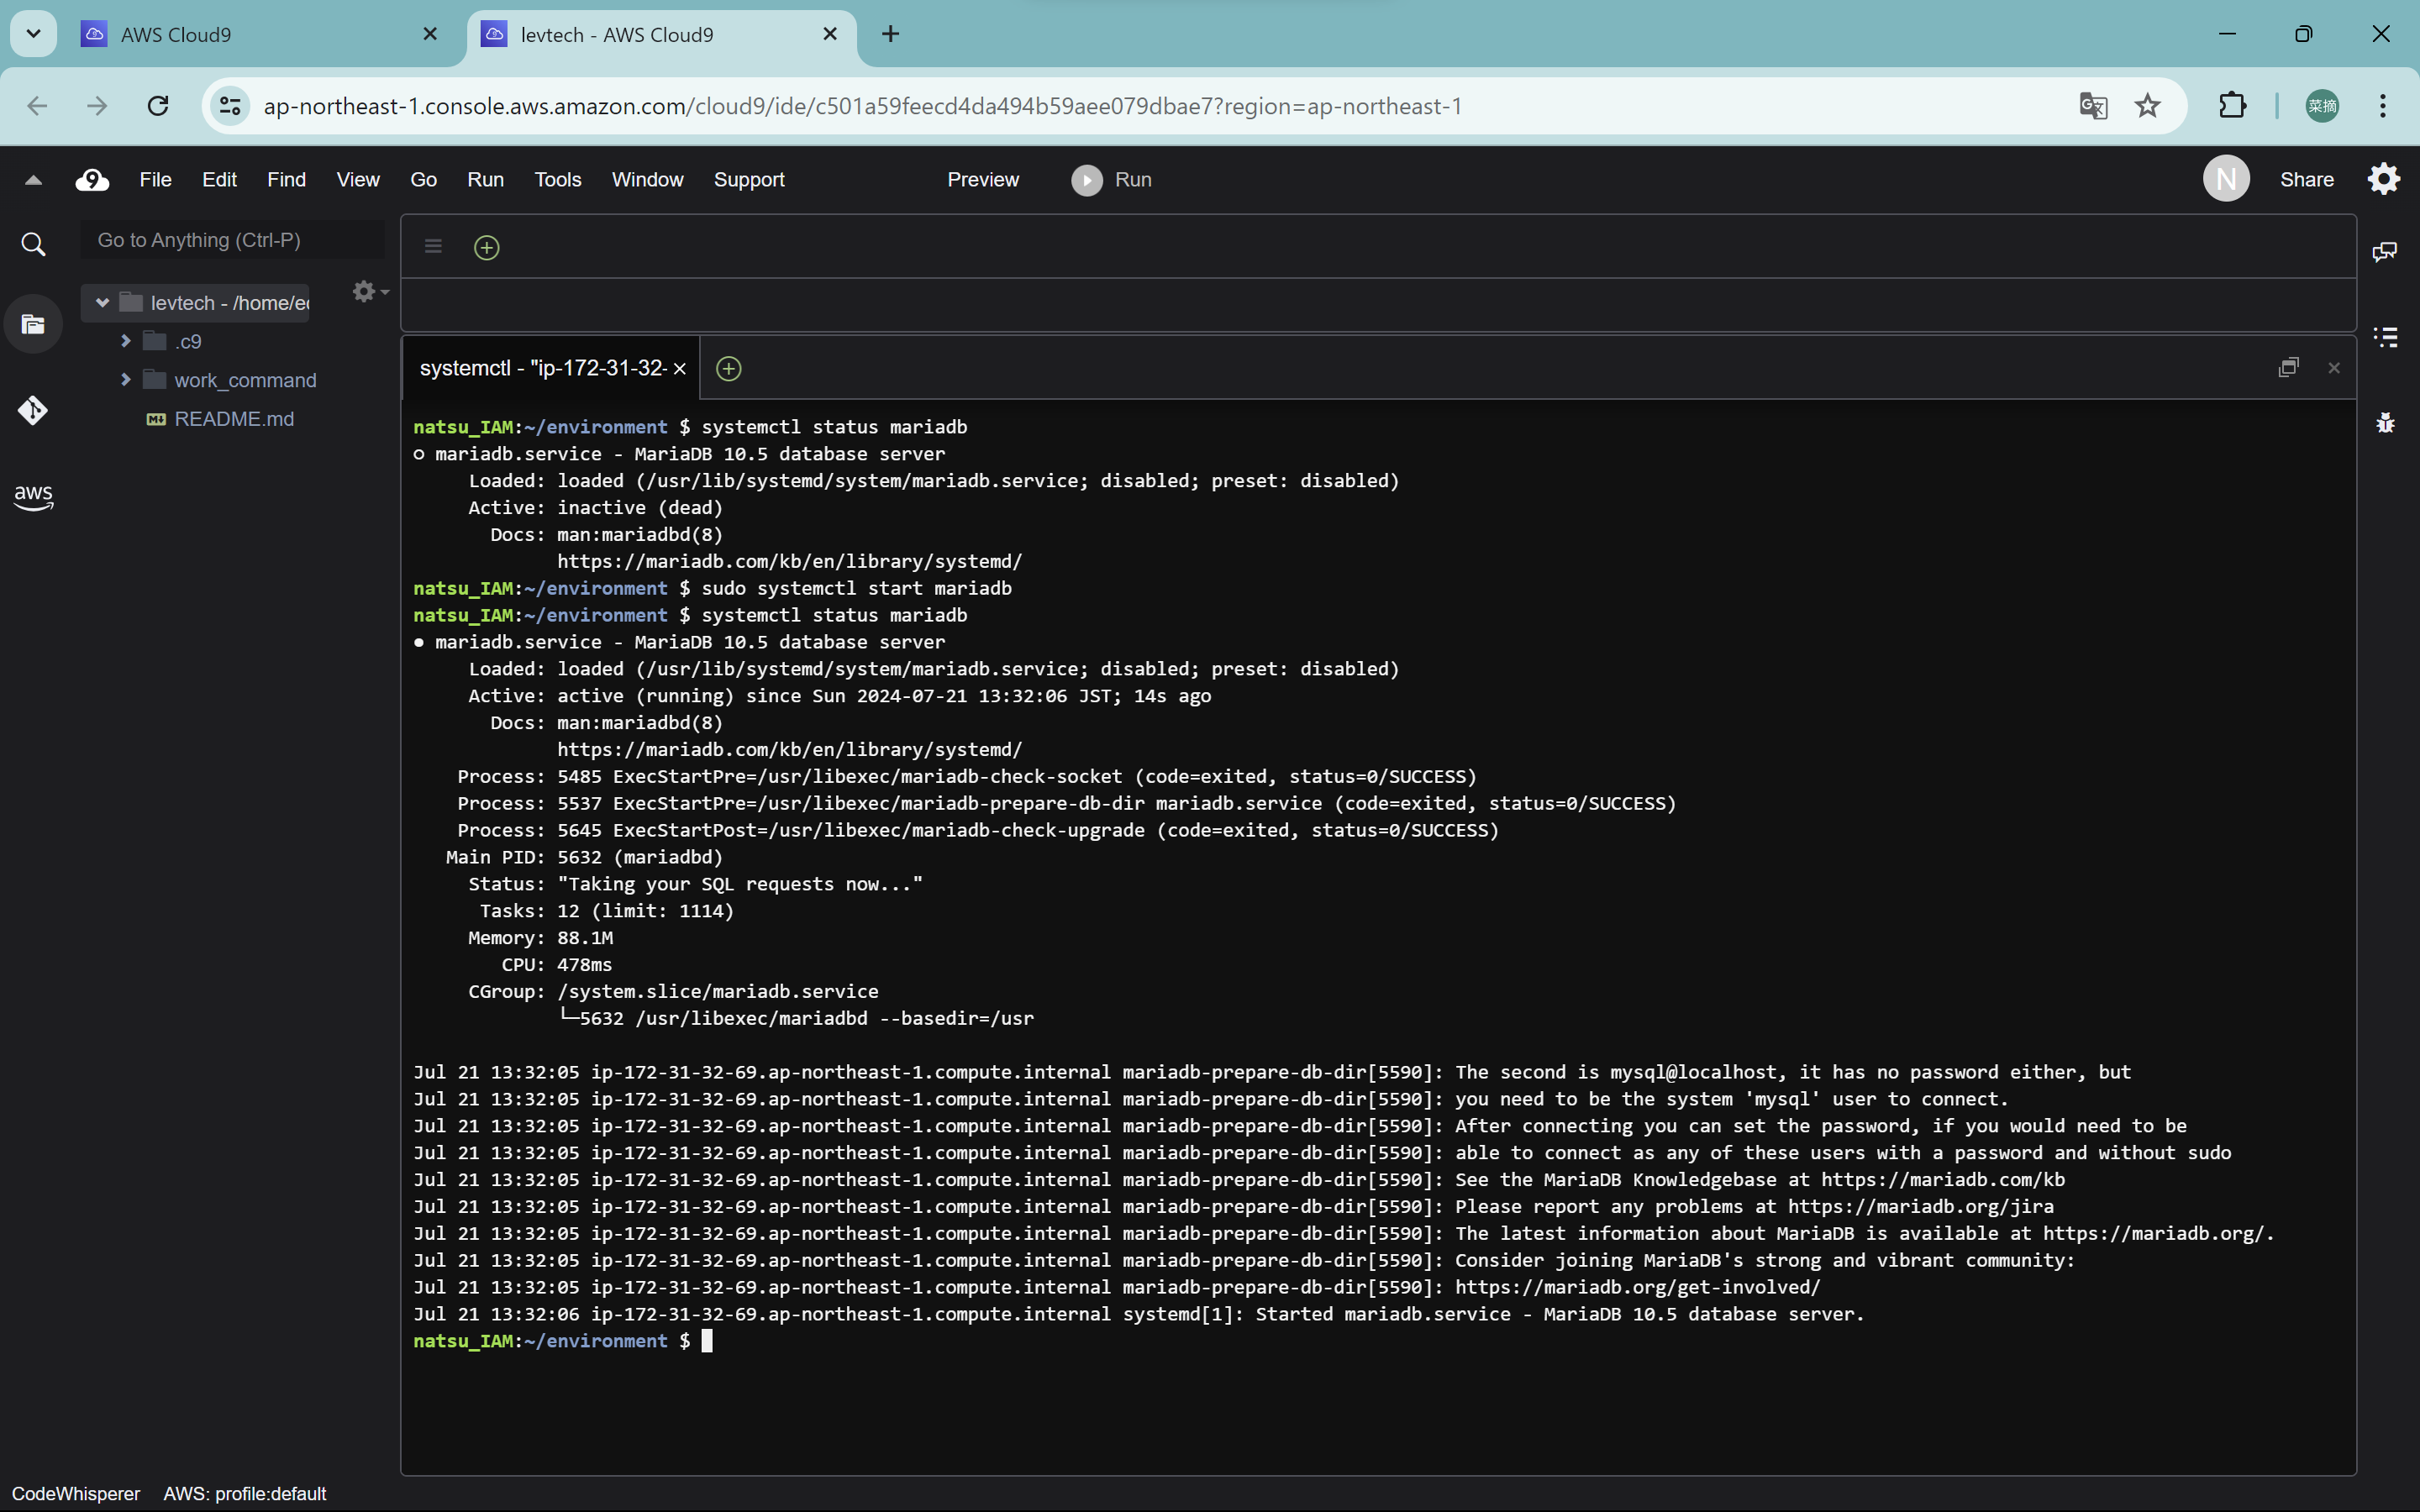 AWS Cloud9
levtech - AWS Cloud9
ap-northeast-1.console.aws.amazon.com/cloud9/ide/c501a59feecd4da494b59aee079dbae7?region=ap-northeast-1
菜摘
9 File Edit Find View Go Run Tools Window Support Preview Run N Share
Go to Anything (Ctrl-P)
levtech - /home/ec
.c9
work_command
README.md
aws
systemctl - "ip-172-31-32-
natsu_IAM:~/environment $ systemctl status mariadb
○ mariadb.service - MariaDB 10.5 database server
Loaded: loaded (/usr/lib/systemd/system/mariadb.service; disabled; preset: disabled)
Active: inactive (dead)
Docs: man:mariadbd(8)
https://mariadb.com/kb/en/library/systemd/
natsu_IAM:~/environment $ sudo systemctl start mariadb
natsu_IAM:~/environment $ systemctl status mariadb
● mariadb.service - MariaDB 10.5 database server
Loaded: loaded (/usr/lib/systemd/system/mariadb.service; disabled; preset: disabled)
Active: active (running) since Sun 2024-07-21 13:32:06 JST; 14s ago
Docs: man:mariadbd(8)
https://mariadb.com/kb/en/library/systemd/
Process: 5485 ExecStartPre=/usr/libexec/mariadb-check-socket (code=exited, status=0/SUCCESS)
Process: 5537 ExecStartPre=/usr/libexec/mariadb-prepare-db-dir mariadb.service (code=exited, status=0/SUCCESS)
Process: 5645 ExecStartPost=/usr/libexec/mariadb-check-upgrade (code=exited, status=0/SUCCESS)
Main PID: 5632 (mariadbd)
Status: "Taking your SQL requests now..."
Tasks: 12 (limit: 1114)
Memory: 88.1M
CPU: 478ms
CGroup: /system.slice/mariadb.service
└─5632 /usr/libexec/mariadbd --basedir=/usr
Jul 21 13:32:05 ip-172-31-32-69.ap-northeast-1.compute.internal mariadb-prepare-db-dir[5590]: The second is mysql@localhost, it has no password either, but
Jul 21 13:32:05 ip-172-31-32-69.ap-northeast-1.compute.internal mariadb-prepare-db-dir[5590]: you need to be the system 'mysql' user to connect.
Jul 21 13:32:05 ip-172-31-32-69.ap-northeast-1.compute.internal mariadb-prepare-db-dir[5590]: After connecting you can set the password, if you would need to be
Jul 21 13:32:05 ip-172-31-32-69.ap-northeast-1.compute.internal mariadb-prepare-db-dir[5590]: able to connect as any of these users with a password and without sudo
Jul 21 13:32:05 ip-172-31-32-69.ap-northeast-1.compute.internal mariadb-prepare-db-dir[5590]: See the MariaDB Knowledgebase at https://mariadb.com/kb
Jul 21 13:32:05 ip-172-31-32-69.ap-northeast-1.compute.internal mariadb-prepare-db-dir[5590]: Please report any problems at https://mariadb.org/jira
Jul 21 13:32:05 ip-172-31-32-69.ap-northeast-1.compute.internal mariadb-prepare-db-dir[5590]: The latest information about MariaDB is available at https://mariadb.org/.
Jul 21 13:32:05 ip-172-31-32-69.ap-northeast-1.compute.internal mariadb-prepare-db-dir[5590]: Consider joining MariaDB's strong and vibrant community:
Jul 21 13:32:05 ip-172-31-32-69.ap-northeast-1.compute.internal mariadb-prepare-db-dir[5590]: https://mariadb.org/get-involved/
Jul 21 13:32:06 ip-172-31-32-69.ap-northeast-1.compute.internal systemd[1]: Started mariadb.service - MariaDB 10.5 database server.
natsu_IAM:~/environment $
CodeWhisperer AWS: profile:default